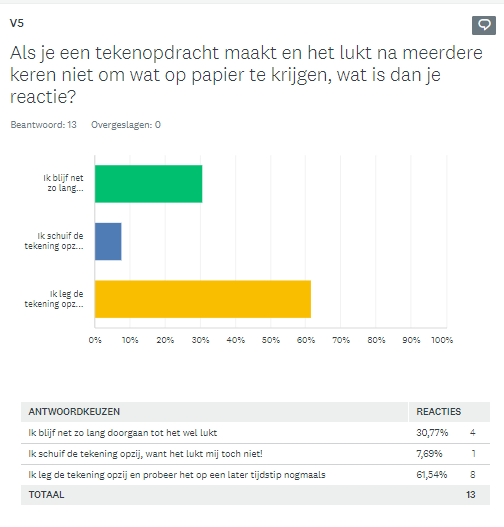 V5
Als je een tekenopdracht maakt en het lukt na meerdere
keren niet om wat op papier te krijgen, wat is dan je
reactie?
Beantwoord: 13 Overgeslagen: 0
Ik blijf net
zo lang...
Ik schuif de
tekening opz...
Ik leg de
tekening opz...
0% 10% 20% 30% 40% 50% 60% 70% 80% 90% 100%
ANTWOORDKEUZEN REACTIES
Ik blijf net zo lang doorgaan tot het wel lukt 30,77% 4
Ik schuif de tekening opzij, want het lukt mij toch niet! 7,69% 1
Ik leg de tekening opzij en probeer het op een later tijdstip nogmaals 61,54% 8
TOTAAL 13